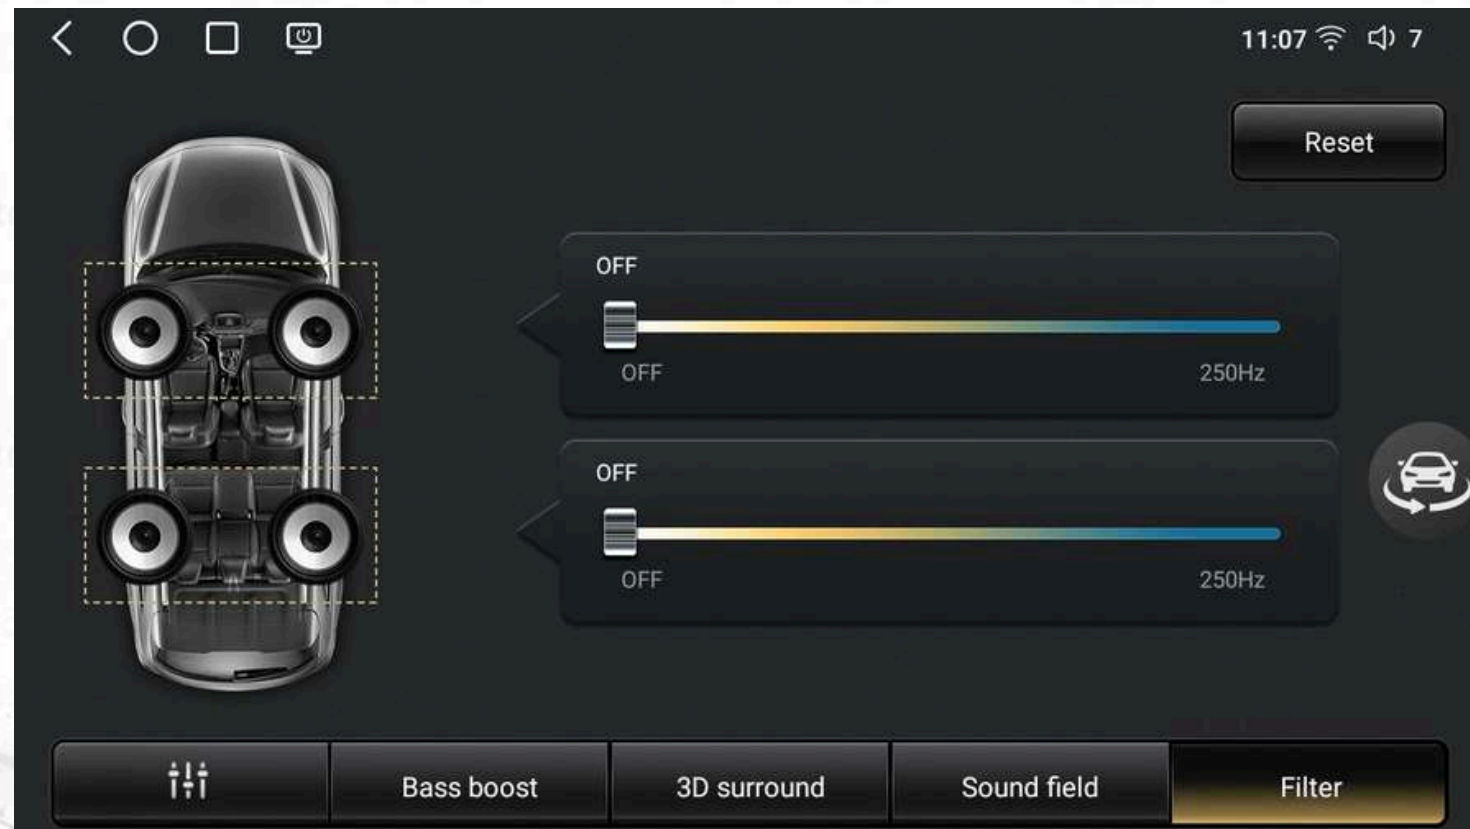 11:07 7
Reset
OFF
OFF 250Hz
OFF
OFF 250Hz
Bass boost 3D surround Sound field Filter